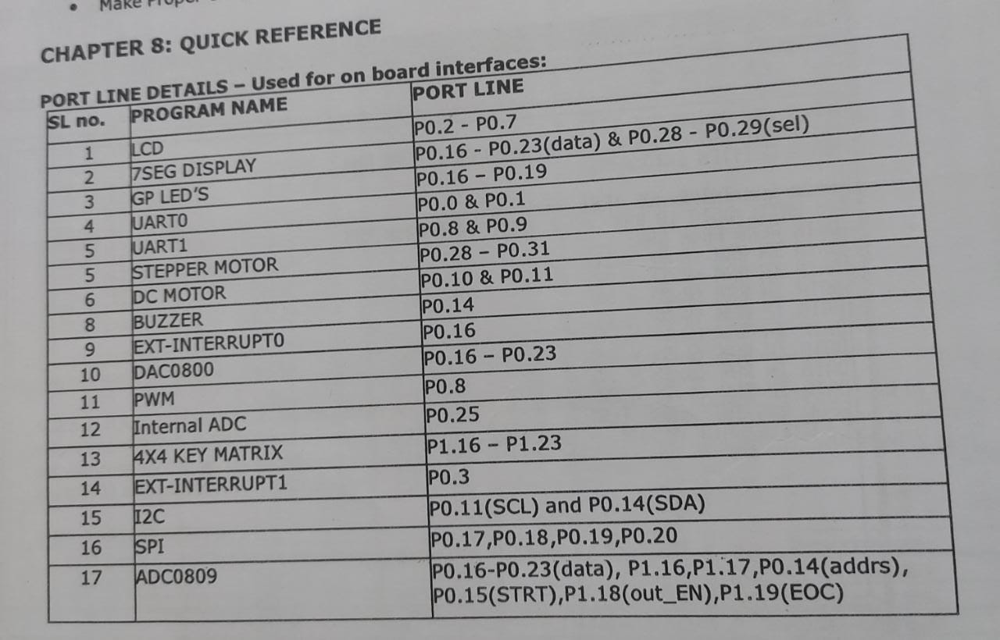 • Make Proper
CHAPTER 8: QUICK REFERENCE
PORT LINE DETAILS – Used for on board interfaces:
SL no. PROGRAM NAME PORT LINE
1 LCD P0.2 - P0.7
2 7SEG DISPLAY P0.16 - P0.23(data) & P0.28 - P0.29(sel)
3 GP LED'S P0.16 – P0.19
4 UART0 P0.0 & P0.1
5 UART1 P0.8 & P0.9
5 STEPPER MOTOR P0.28 – P0.31
6 DC MOTOR P0.10 & P0.11
8 BUZZER P0.14
9 EXT-INTERRUPT0 P0.16
10 DAC0800 P0.16 – P0.23
11 PWM P0.8
12 Internal ADC P0.25
13 4X4 KEY MATRIX P1.16 – P1.23
14 EXT-INTERRUPT1 P0.3
15 I2C P0.11(SCL) and P0.14(SDA)
16 SPI P0.17,P0.18,P0.19,P0.20
17 ADC0809 P0.16-P0.23(data), P1.16,P1.17,P0.14(addrs),
P0.15(STRT),P1.18(out_EN),P1.19(EOC)